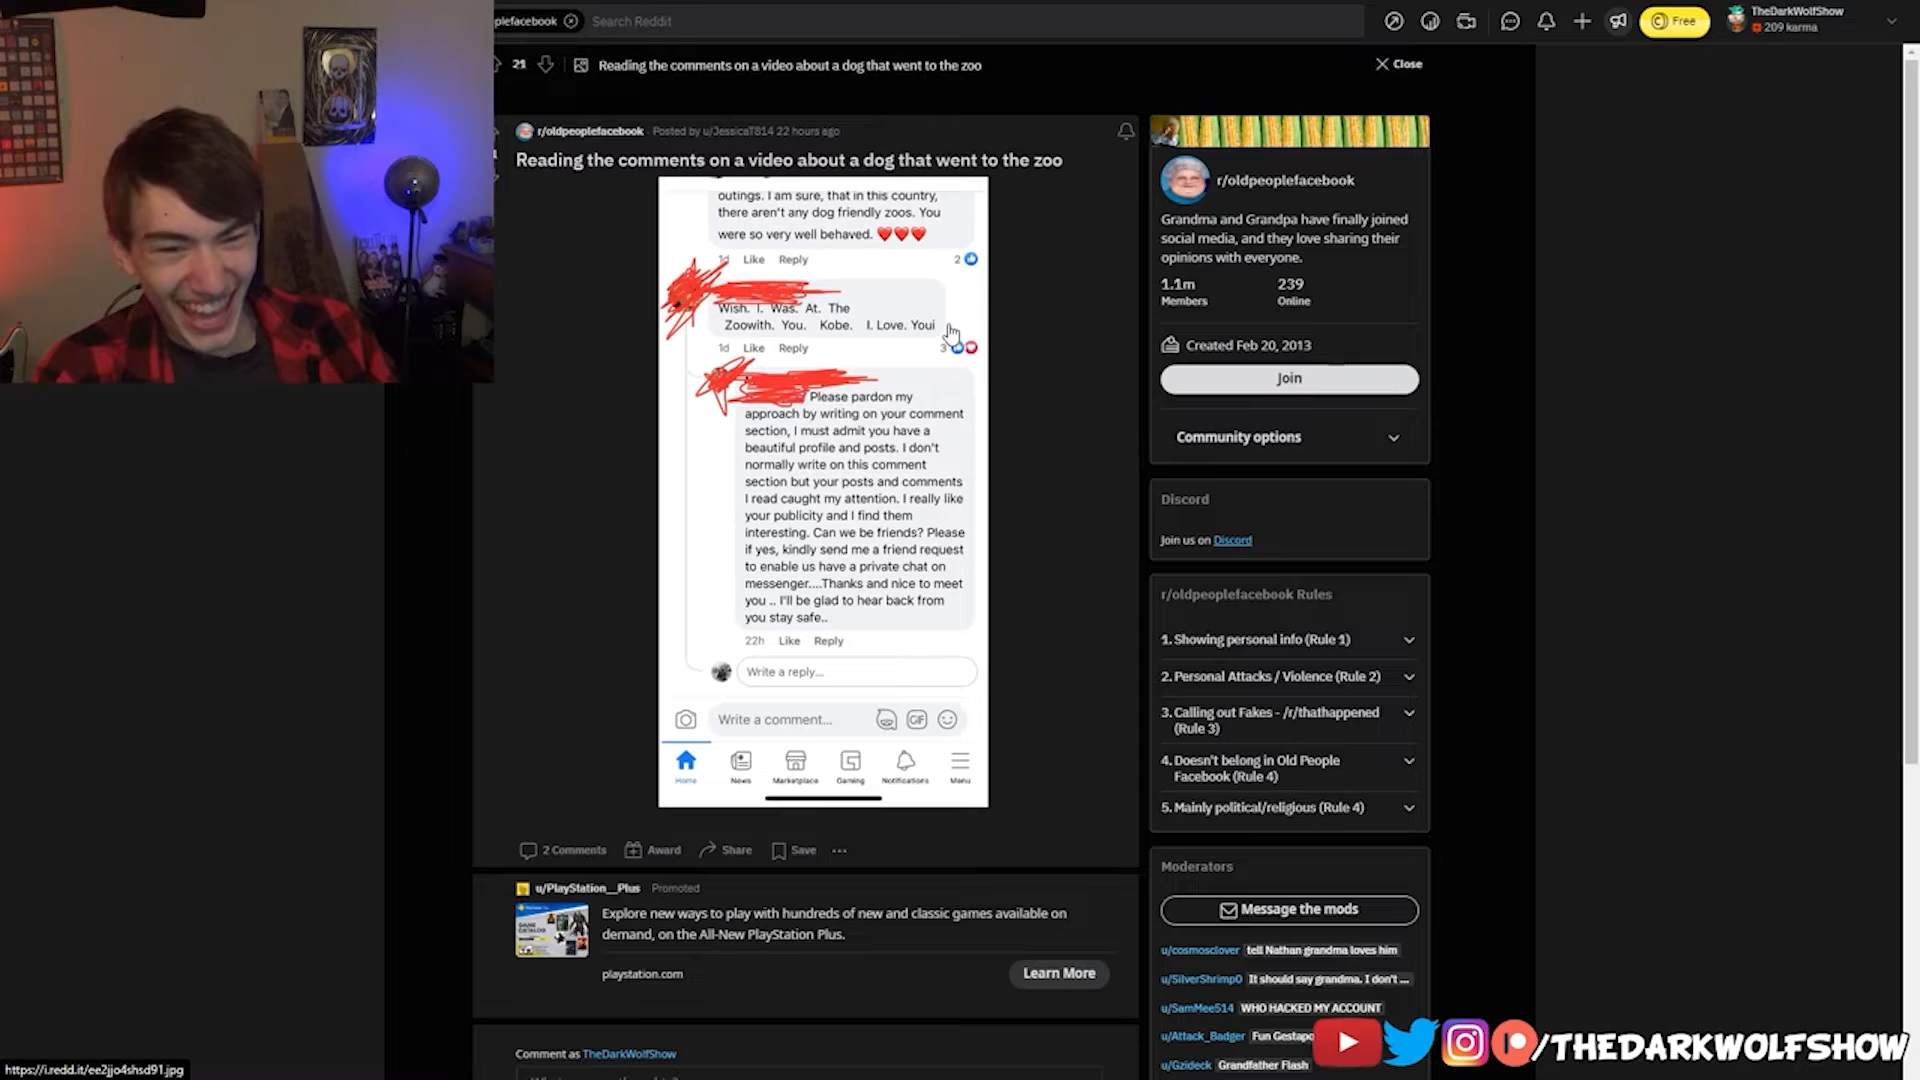 plefacebook
Search Reddit
Free
TheDarkWolfShow
209 karma
21
Reading the comments on a video about a dog that went to the zoo
Close
r/oldpeoplefacebook · Posted by u/JessicaT814 22 hours ago
Reading the comments on a video about a dog that went to the zoo
outings. I am sure, that in this country,
there aren't any dog friendly zoos. You
were so very well behaved. ❤️❤️❤️
1d Like Reply 2
Wish. I. Was. At. The
Zoowith. You. Kobe. I. Love. Youi
1d Like Reply 3
Please pardon my
approach by writing on your comment
section, I must admit you have a
beautiful profile and posts. I don't
normally write on this comment
section but your posts and comments
I read caught my attention. I really like
your publicity and I find them
interesting. Can we be friends? Please
if yes, kindly send me a friend request
to enable us have a private chat on
messenger....Thanks and nice to meet
you .. I'll be glad to hear back from
you stay safe..
22h Like Reply
Write a reply...
Write a comment...
GIF
Home News Marketplace Gaming Notifications Menu
2 Comments Award Share Save ...
u/PlayStation__Plus Promoted
Explore new ways to play with hundreds of new and classic games available on
demand, on the All-New PlayStation Plus.
playstation.com
Learn More
Comment as TheDarkWolfShow
r/oldpeoplefacebook
Grandma and Grandpa have finally joined
social media, and they love sharing their
opinions with everyone.
1.1m 239
Members Online
Created Feb 20, 2013
Join
Community options
Discord
Join us on Discord
r/oldpeoplefacebook Rules
1. Showing personal info (Rule 1)
2. Personal Attacks / Violence (Rule 2)
3. Calling out Fakes - /r/thathappened
(Rule 3)
4. Doesn't belong in Old People
Facebook (Rule 4)
5. Mainly political/religious (Rule 4)
Moderators
Message the mods
u/cosmosclover tell Nathan grandma loves him
u/SilverShrimp0 It should say grandma. I don't ...
u/SamMee514 WHO HACKED MY ACCOUNT
u/Attack_Badger Fun Gestapo
u/Gzideck Grandfather Flash
/THEDARKWOLFSHOW
https://i.redd.it/ee2jjo4shsd91.jpg